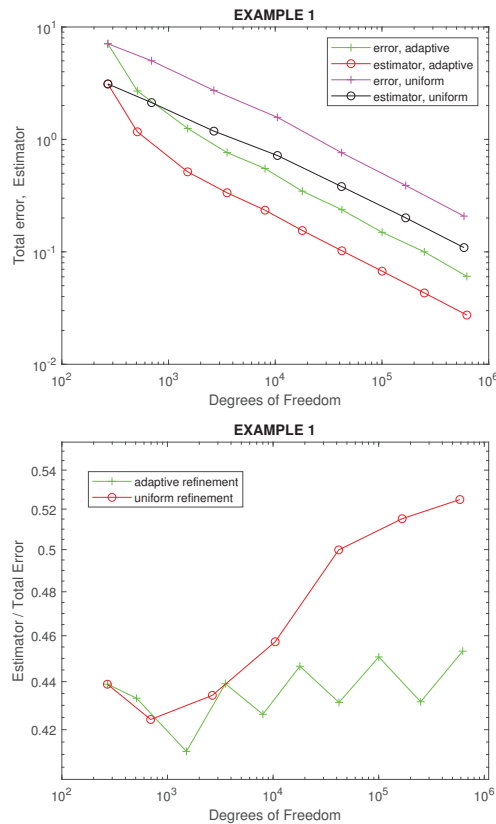 EXAMPLE 1
10^1
10^0
10^-1
10^-2
Total error, Estimator
error, adaptive
estimator, adaptive
error, uniform
estimator, uniform
10^2 10^3 10^4 10^5 10^6
Degrees of Freedom
EXAMPLE 1
0.54
0.52
0.5
0.46
0.44
0.42
Estimator / Total Error
adaptive refinement
uniform refinement
10^2 10^3 10^4 10^5 10^6
Degrees of Freedom